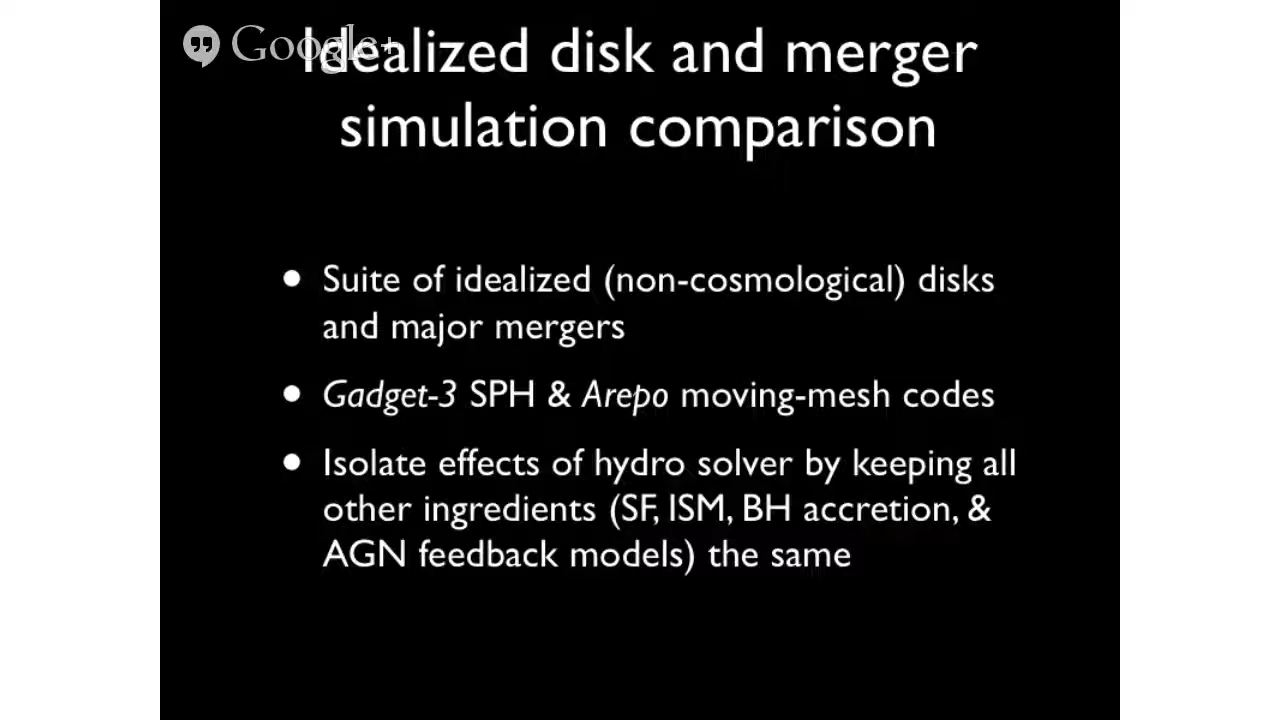 Google+
Idealized disk and merger
simulation comparison
• Suite of idealized (non-cosmological) disks
and major mergers
• Gadget-3 SPH & Arepo moving-mesh codes
• Isolate effects of hydro solver by keeping all
other ingredients (SF, ISM, BH accretion, &
AGN feedback models) the same